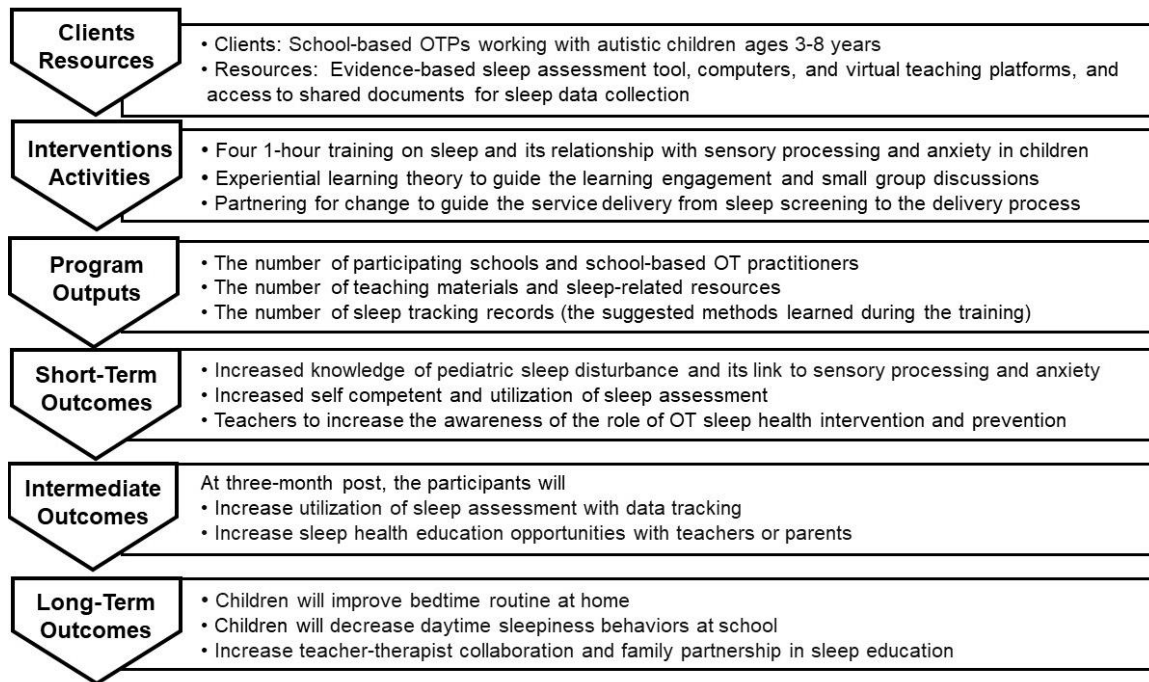 Clients
Resources
• Clients: School-based OTPs working with autistic children ages 3-8 years
• Resources: Evidence-based sleep assessment tool, computers, and virtual teaching platforms, and
access to shared documents for sleep data collection
Interventions
Activities
• Four 1-hour training on sleep and its relationship with sensory processing and anxiety in children
• Experiential learning theory to guide the learning engagement and small group discussions
• Partnering for change to guide the service delivery from sleep screening to the delivery process
Program
Outputs
• The number of participating schools and school-based OT practitioners
• The number of teaching materials and sleep-related resources
• The number of sleep tracking records (the suggested methods learned during the training)
Short-Term
Outcomes
• Increased knowledge of pediatric sleep disturbance and its link to sensory processing and anxiety
• Increased self competent and utilization of sleep assessment
• Teachers to increase the awareness of the role of OT sleep health intervention and prevention
Intermediate
Outcomes
At three-month post, the participants will
• Increase utilization of sleep assessment with data tracking
• Increase sleep health education opportunities with teachers or parents
Long-Term
Outcomes
• Children will improve bedtime routine at home
• Children will decrease daytime sleepiness behaviors at school
• Increase teacher-therapist collaboration and family partnership in sleep education